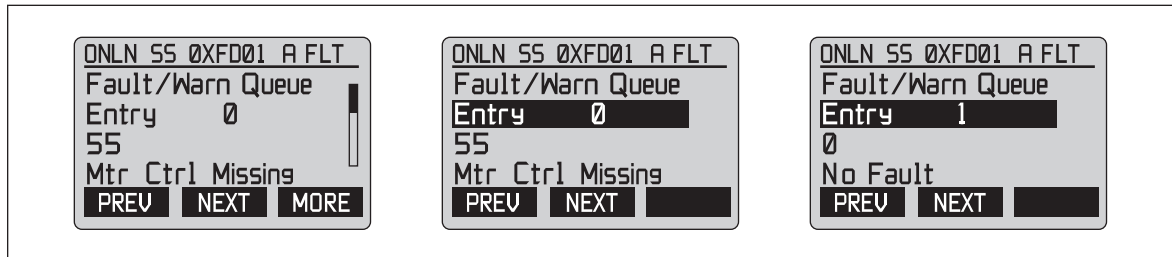 ONLN SS 0XFD01 A FLT
Fault/Warn Queue
Entry 0
55
Mtr Ctrl Missing
PREV NEXT MORE
ONLN SS 0XFD01 A FLT
Fault/Warn Queue
Entry 0
55
Mtr Ctrl Missing
PREV NEXT
ONLN SS 0XFD01 A FLT
Fault/Warn Queue
Entry 1
0
No Fault
PREV NEXT